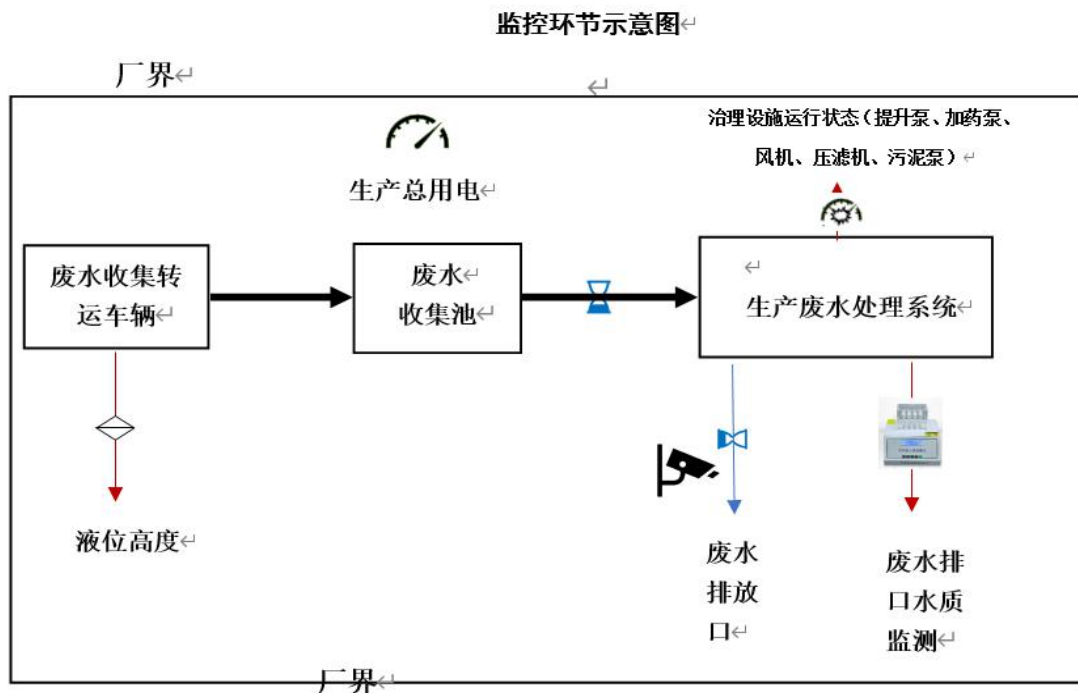 监控环节示意图
厂界
治理设施运行状态（提升泵、加药泵、
风机、压滤机、污泥泵）
生产总用电
废水收集转
运车辆
废水
收集池
生产废水处理系统
液位高度
废水
排放
口
废水排
口水质
监测
厂界